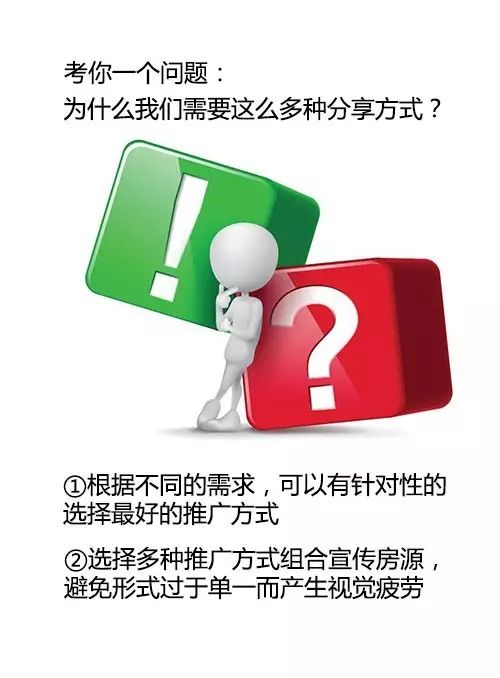 考你一个问题：
为什么我们需要这么多种分享方式？
!
?
①根据不同的需求，可以有针对性的
选择最好的推广方式
②选择多种推广方式组合宣传房源，
避免形式过于单一而产生视觉疲劳